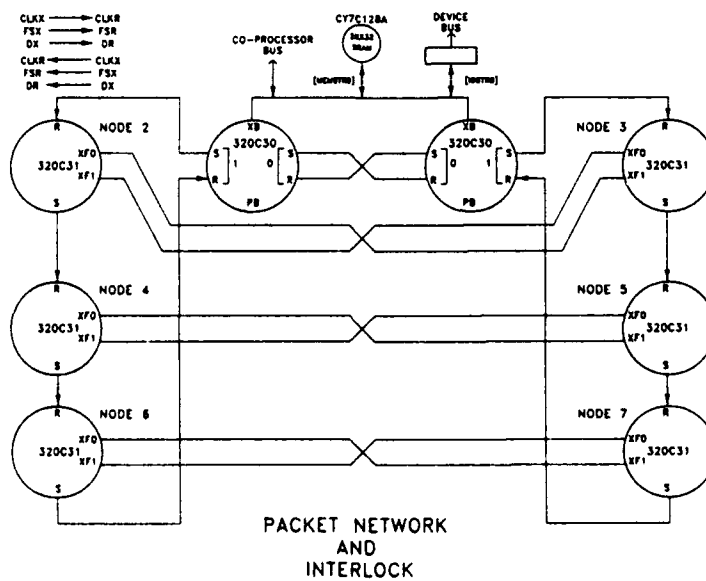 CLKX CLKR
FSX FSR
DX DR
CLKR CLKX
FSR FSX
DR DX
CO-PROCESSOR
BUS
CY7C128A
DEVICE
BUS
[MEMSTRB]
[IOSTRB]
NODE 2
R
320C31
XF0
XF1
S
XB
320C30
S
1 0
S
R
R
PB
XB
320C30
S
0 1
S
R
R
PB
NODE 3
R
XF0
320C31
XF1
S
NODE 4
R
320C31
XF0
XF1
S
NODE 5
R
XF0
320C31
XF1
S
NODE 6
R
320C31
XF0
XF1
S
NODE 7
R
XF0
320C31
XF1
S
PACKET NETWORK
AND
INTERLOCK